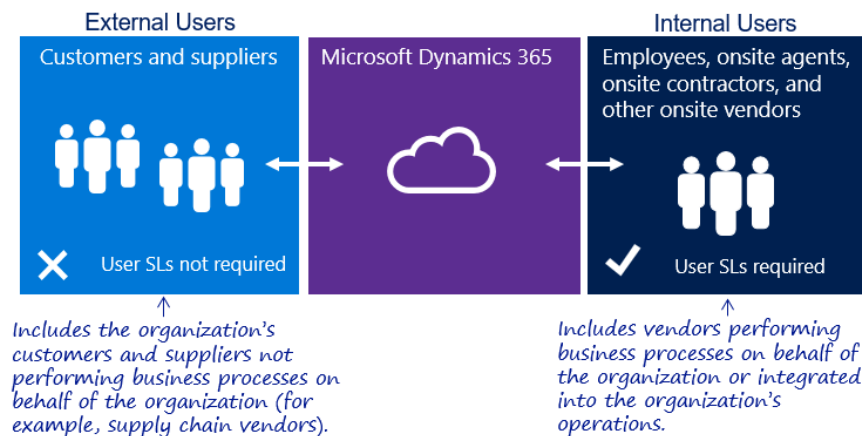 External Users
Internal Users
Customers and suppliers
Microsoft Dynamics 365
Employees, onsite agents,
onsite contractors, and
other onsite vendors
User SLs not required
User SLs required
Includes the organization's
customers and suppliers not
performing business processes on
behalf of the organization (for
example, supply chain vendors).
Includes vendors performing
business processes on behalf of
the organization or integrated
into the organization's
operations.